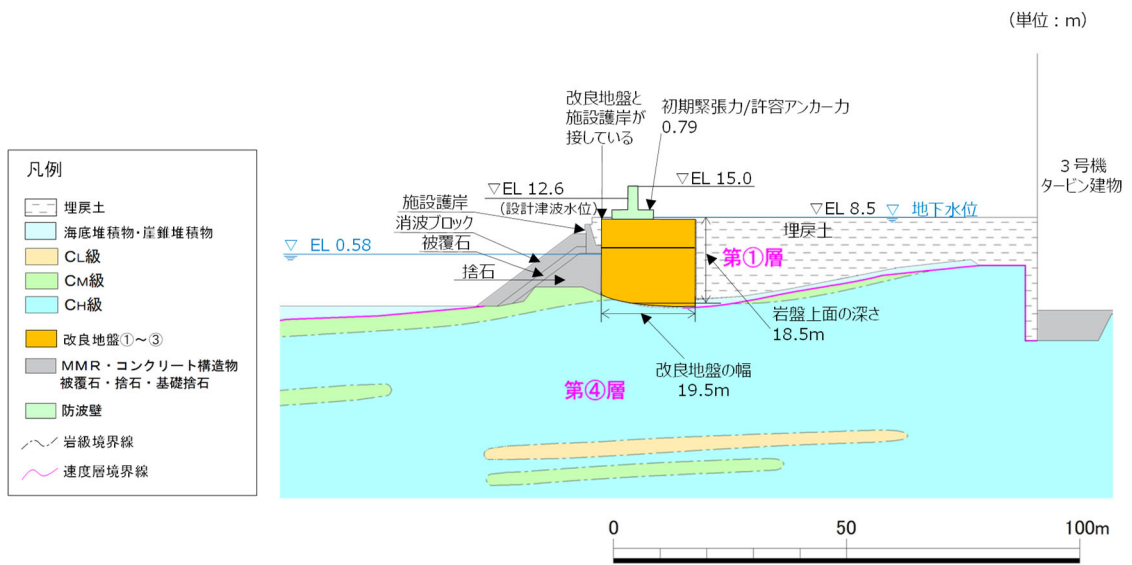 (単位：m)
改良地盤と
施設護岸が
接している
初期緊張力/許容アンカー力
0.79
3号機
タービン建物
凡例
埋戻土
海底堆積物・崖錐堆積物
CL級
CM級
CH級
改良地盤①～③
MMR・コンクリート構造物
被覆石・捨石・基礎捨石
防波壁
岩級境界線
速度層境界線
▽EL 12.6
(設計津波水位)
▽EL 15.0
▽EL 8.5
地下水位
施設護岸
消波ブロック
被覆石
捨石
EL 0.58
埋戻土
第①層
岩盤上面の深さ
18.5m
改良地盤の幅
19.5m
第④層
0 50 100m